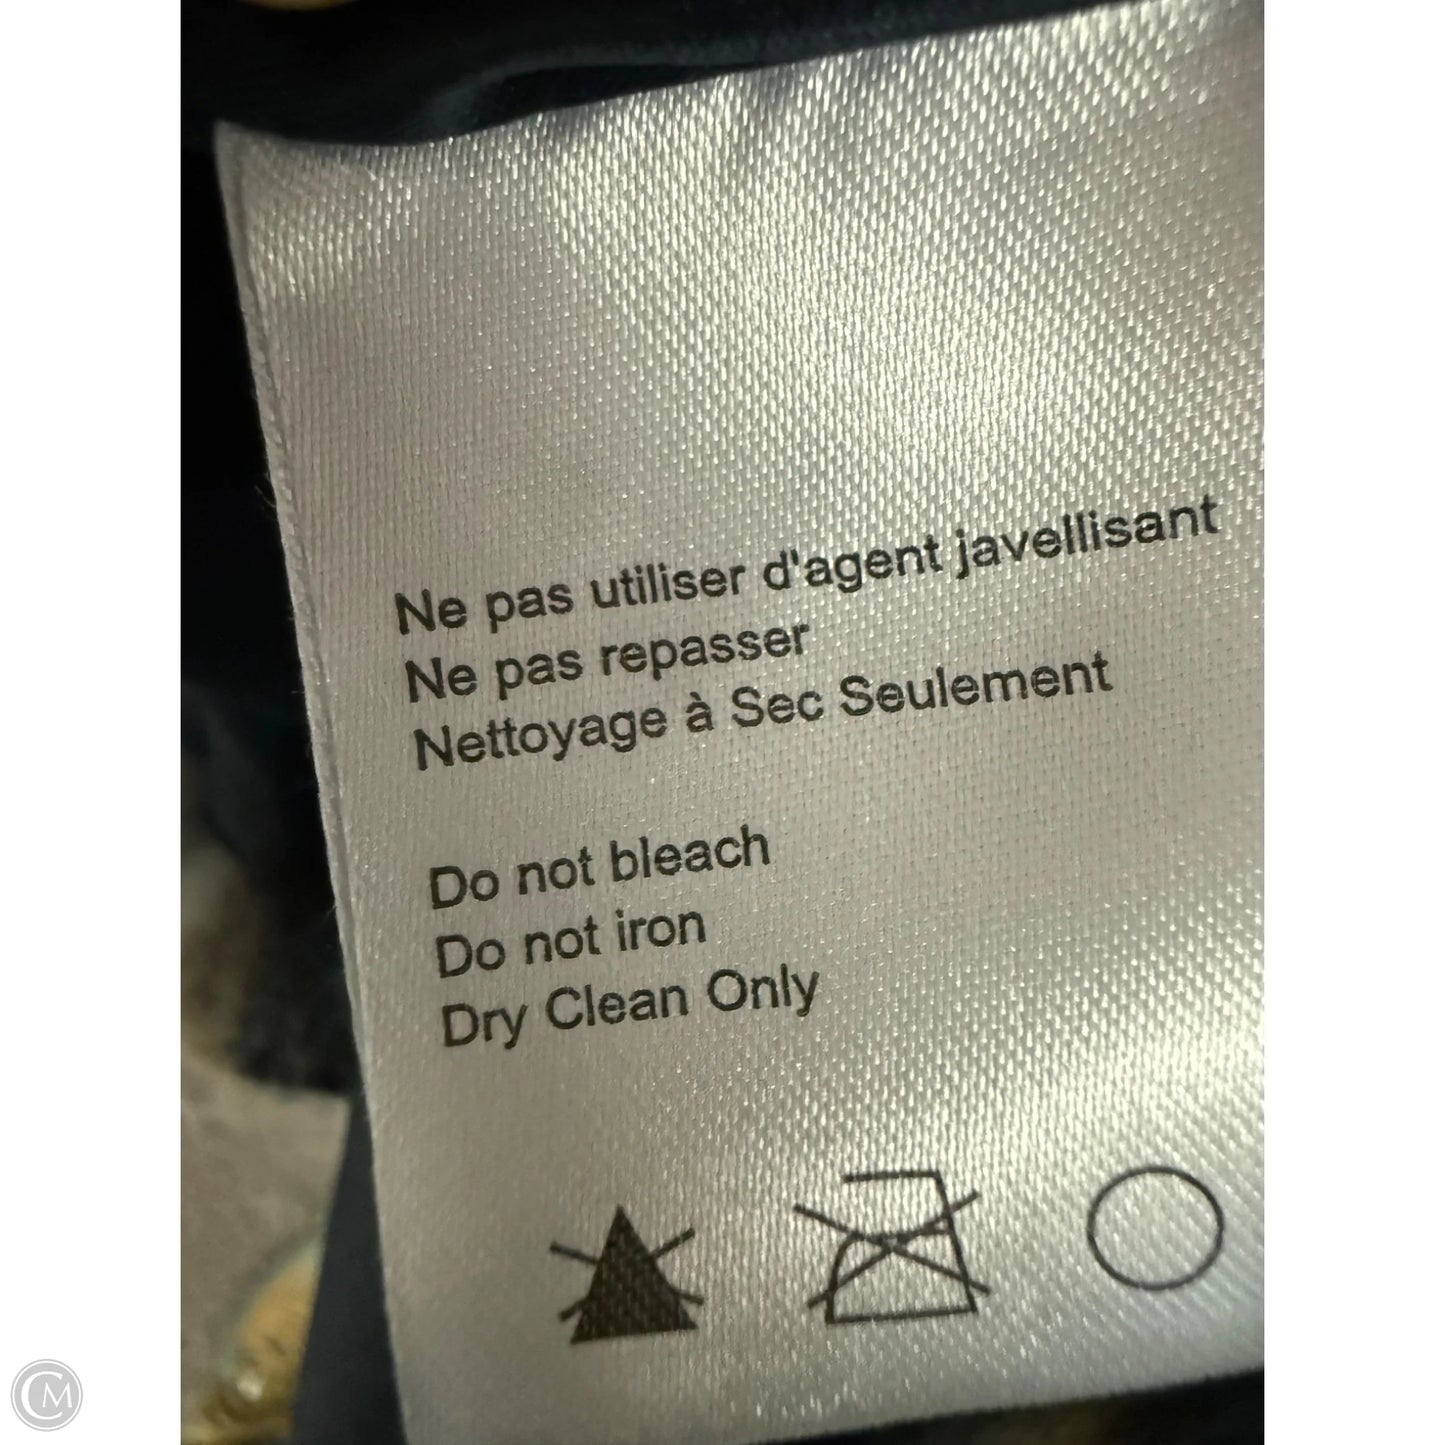 Ne pas utiliser d'agent javellisant
Ne pas repasser
Nettoyage à Sec Seulement
Do not bleach
Do not iron
Dry Clean Only
CM